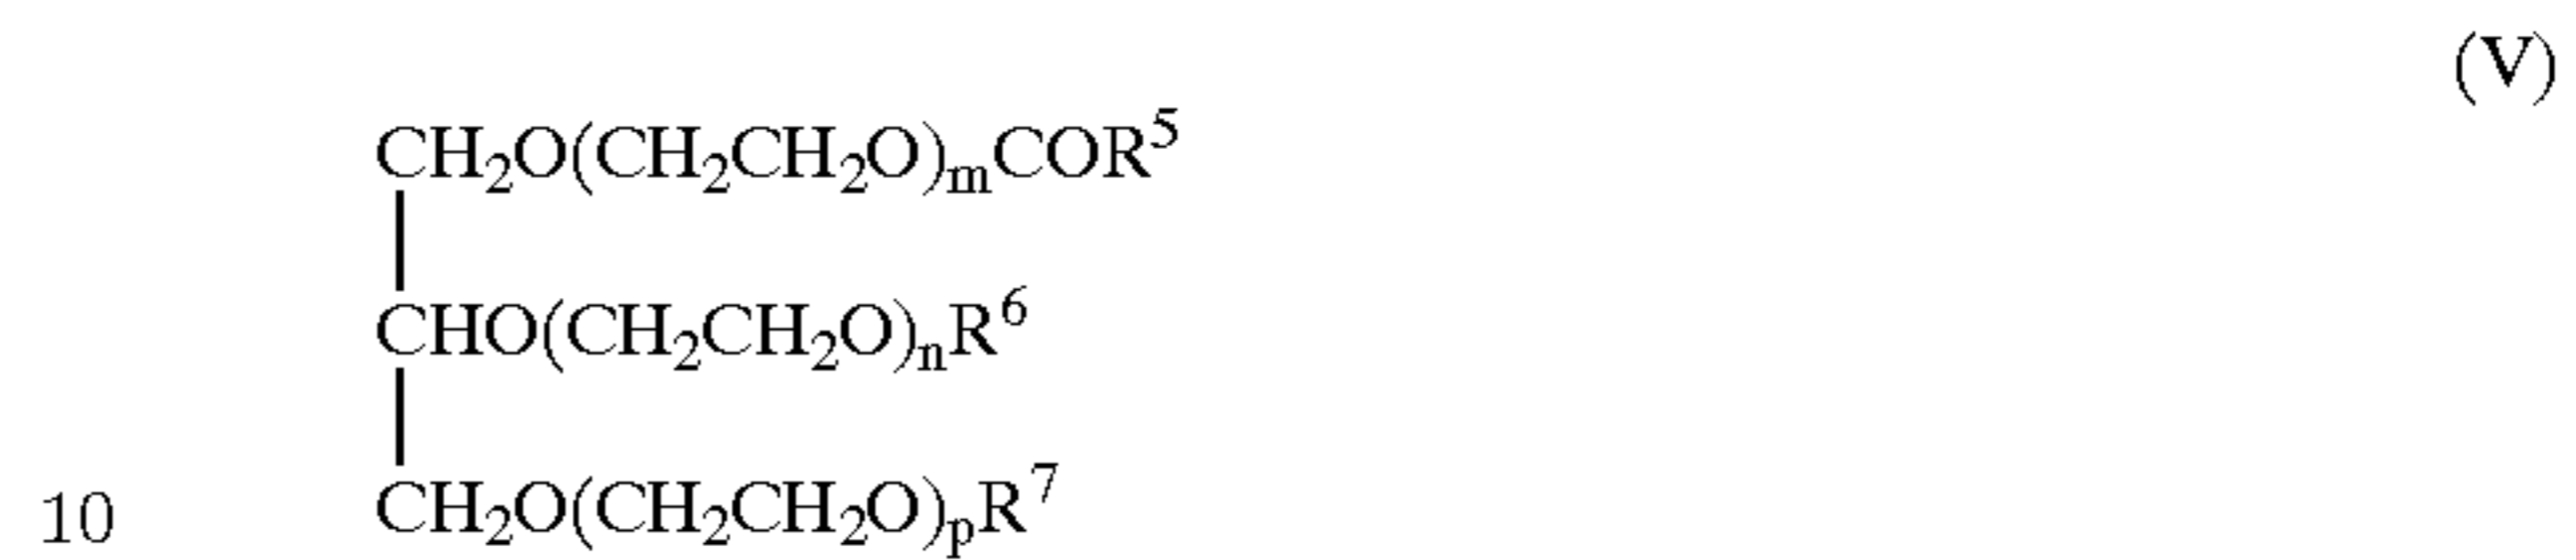 (V)
CH₂O(CH₂CH₂O)ₘCOR⁵
CHO(CH₂CH₂O)ₙR⁶
10 CH₂O(CH₂CH₂O)ₚR⁷